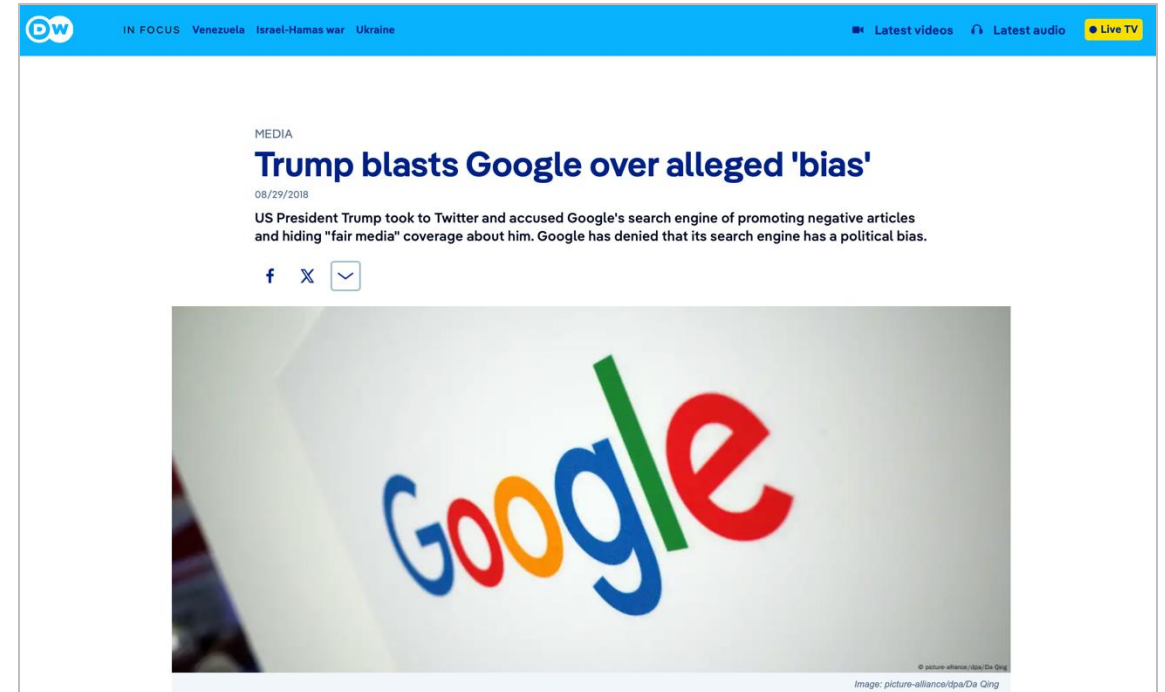 DW IN FOCUS Venezuela Israel-Hamas war Ukraine Latest videos Latest audio Live TV
MEDIA
Trump blasts Google over alleged 'bias'
08/29/2018
US President Trump took to Twitter and accused Google's search engine of promoting negative articles
and hiding "fair media" coverage about him. Google has denied that its search engine has a political bias.
Google
© picture-alliance/dpa/Da Qing
Image: picture-alliance/dpa/Da Qing